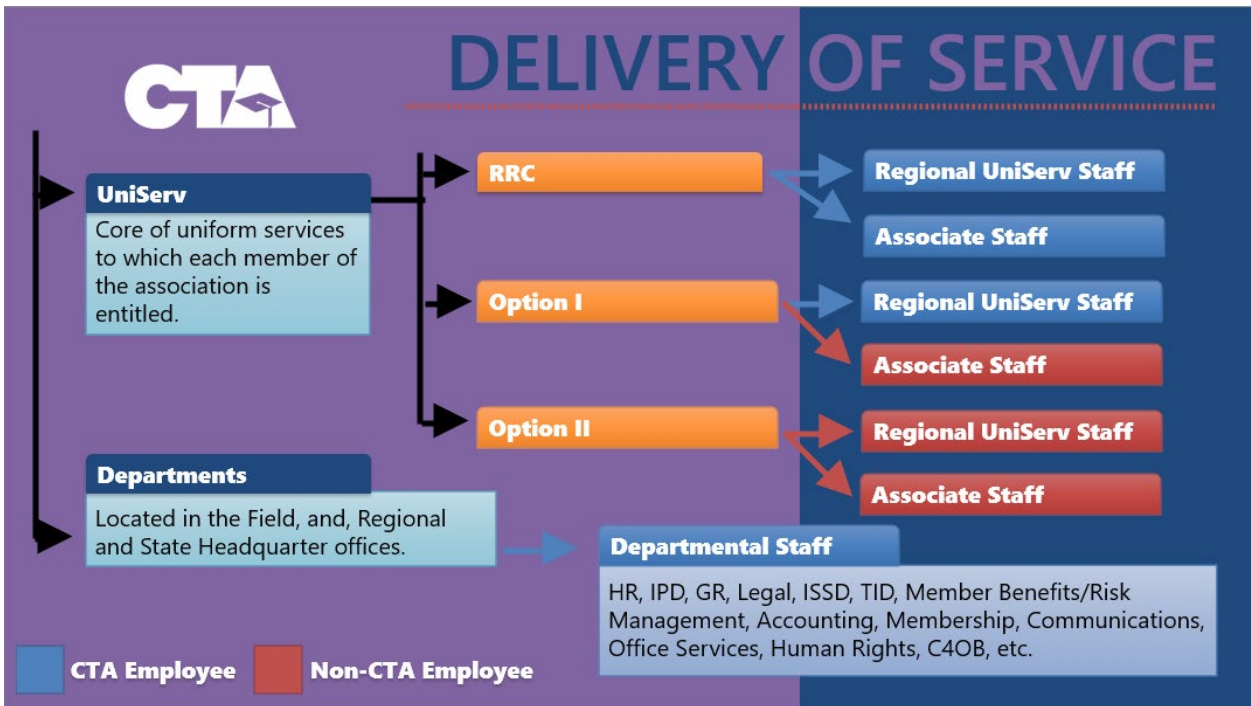 DELIVERY OF SERVICE
CTA
UniServ
Core of uniform services
to which each member of
the association is
entitled.
RRC
Regional UniServ Staff
Associate Staff
Option I
Regional UniServ Staff
Associate Staff
Option II
Regional UniServ Staff
Associate Staff
Departments
Located in the Field, and, Regional
and State Headquarter offices.
Departmental Staff
HR, IPD, GR, Legal, ISSD, TID, Member Benefits/Risk
Management, Accounting, Membership, Communications,
Office Services, Human Rights, C4OB, etc.
CTA Employee
Non-CTA Employee